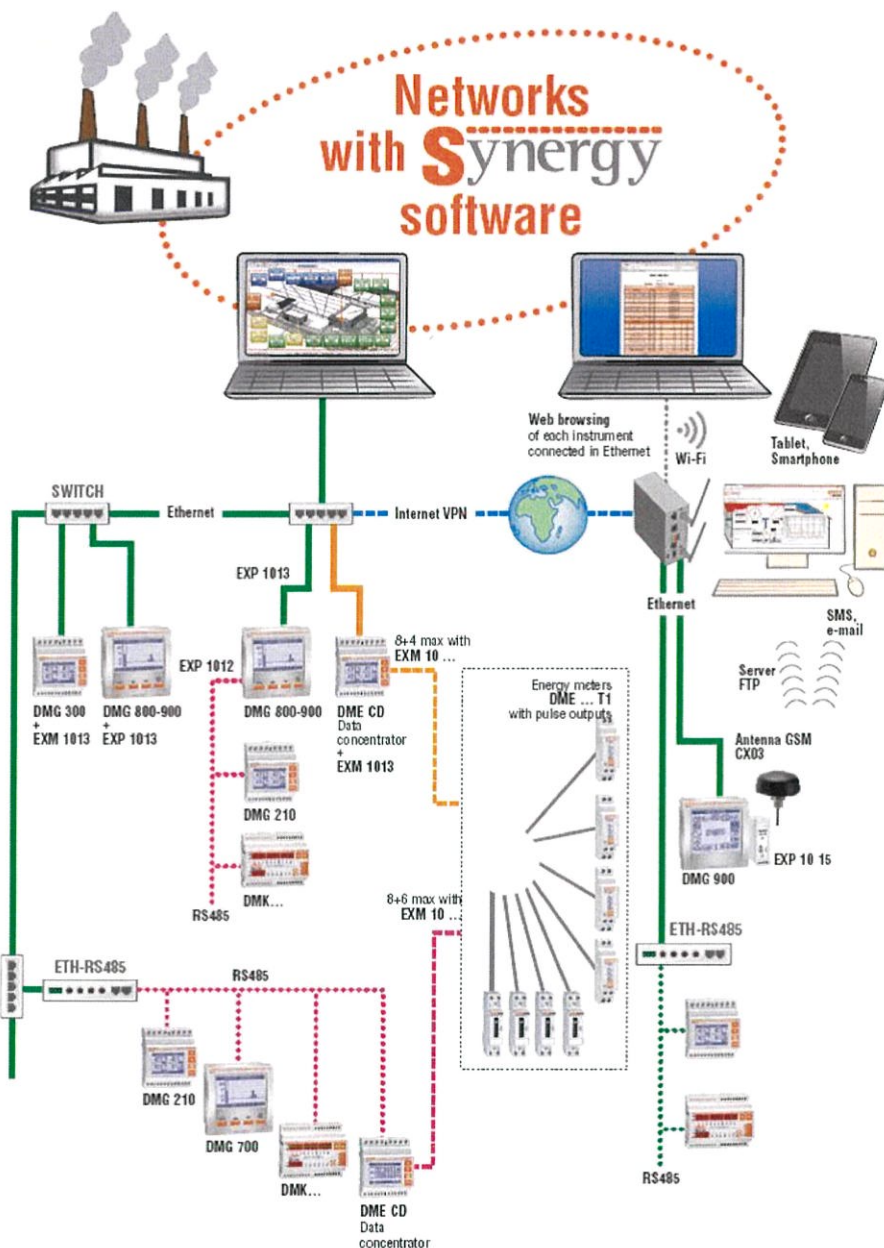 Networks
with Synergy
software
Web browsing
of each instrument
connected in Ethernet
Wi-Fi
Tablet,
Smartphone
SWITCH
Ethernet
Internet VPN
EXP 1013
Ethernet
SMS,
e-mail
Server
FTP
8+4 max with
EXM 10 ...
EXP 1012
DMG 300
+
EXM 1013
DMG 800-900
+
EXP 1013
DMG 800-900
DME CD
Data
concentrator
+
EXM 1013
Energy meters
DME ... T1
with pulse outputs
Antenna GSM
CX03
DMG 210
DMG 900
EXP 10 15
DMK...
RS485
8+6 max with
EXM 10 ...
ETH-RS485
ETH-RS485
RS485
DMG 210
DMG 700
DMK...
DME CD
Data
concentrator
RS485